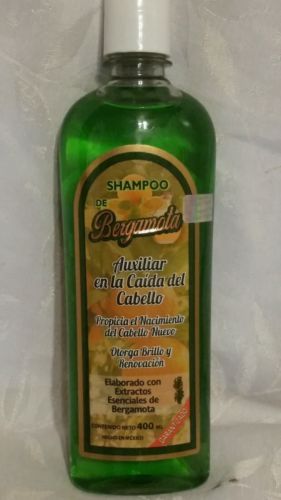 SHAMPOO
DE
Bergamota
Auxiliar
en la Caída del
Cabello
Propicia el Nacimiento
del Cabello Nuevo
Otorga Brillo y
Renovación
Elaborado con
Extractos
Esenciales de
Bergamota
CONTENIDO NETO 400 ML
HECHO EN MÉXICO
GARANTIZADO